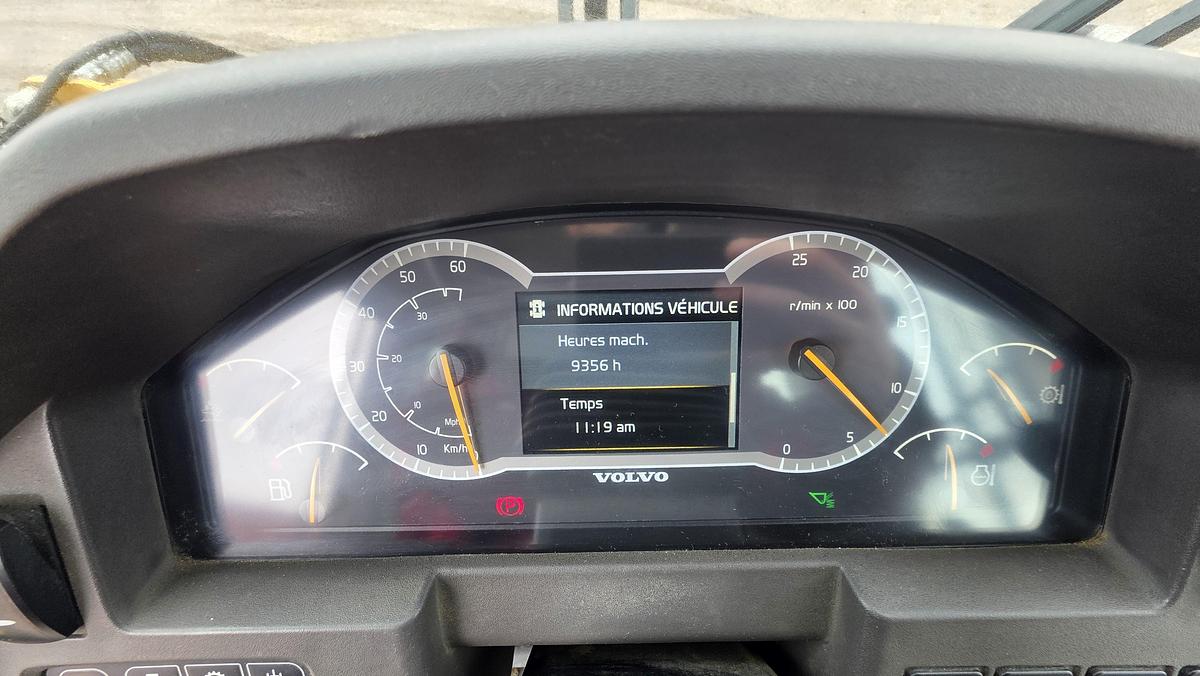 INFORMATIONS VÉHICULE
Heures mach.
9356 h
Temps
11:19 am
60
50
40
30
20
10
Km/h
30
20
10
Mph
25
20
15
10
5
0
r/min x 100
VOLVO
P